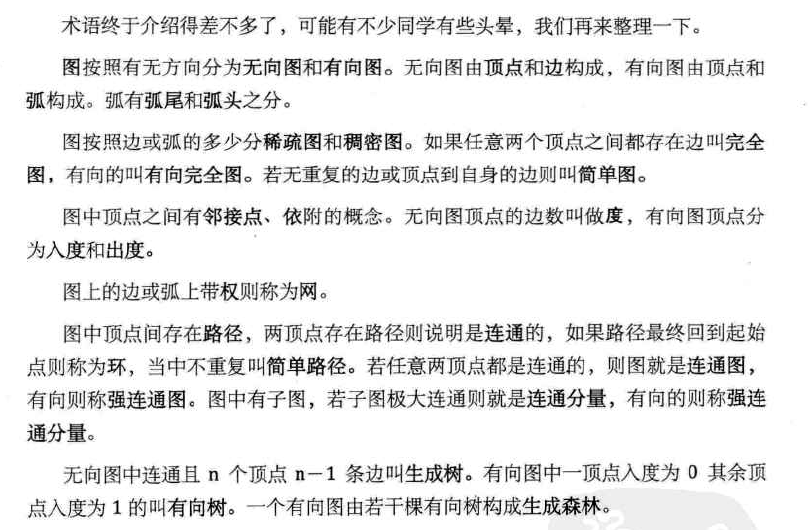 术语终于介绍得差不多了，可能有不少同学有些头晕，我们再来整理一下。
图按照有无方向分为无向图和有向图。无向图由顶点和边构成，有向图由顶点和
弧构成。弧有弧尾和弧头之分。
图按照边或弧的多少分稀疏图和稠密图。如果任意两个顶点之间都存在边叫完全
图，有向的叫有向完全图。若无重复的边或顶点到自身的边则叫简单图。
图中顶点之间有邻接点、依附的概念。无向图顶点的边数叫做度，有向图顶点分
为入度和出度。
图上的边或弧上带权则称为网。
图中顶点间存在路径，两顶点存在路径则说明是连通的，如果路径最终回到起始
点则称为环，当中不重复叫简单路径。若任意两顶点都是连通的，则图就是连通图，
有向则称强连通图。图中有子图，若子图极大连通则就是连通分量，有向的则称强连
通分量。
无向图中连通且 n 个顶点 n－1 条边叫生成树。有向图中一顶点入度为 0 其余顶
点入度为 1 的叫有向树。一个有向图由若干棵有向树构成生成森林。